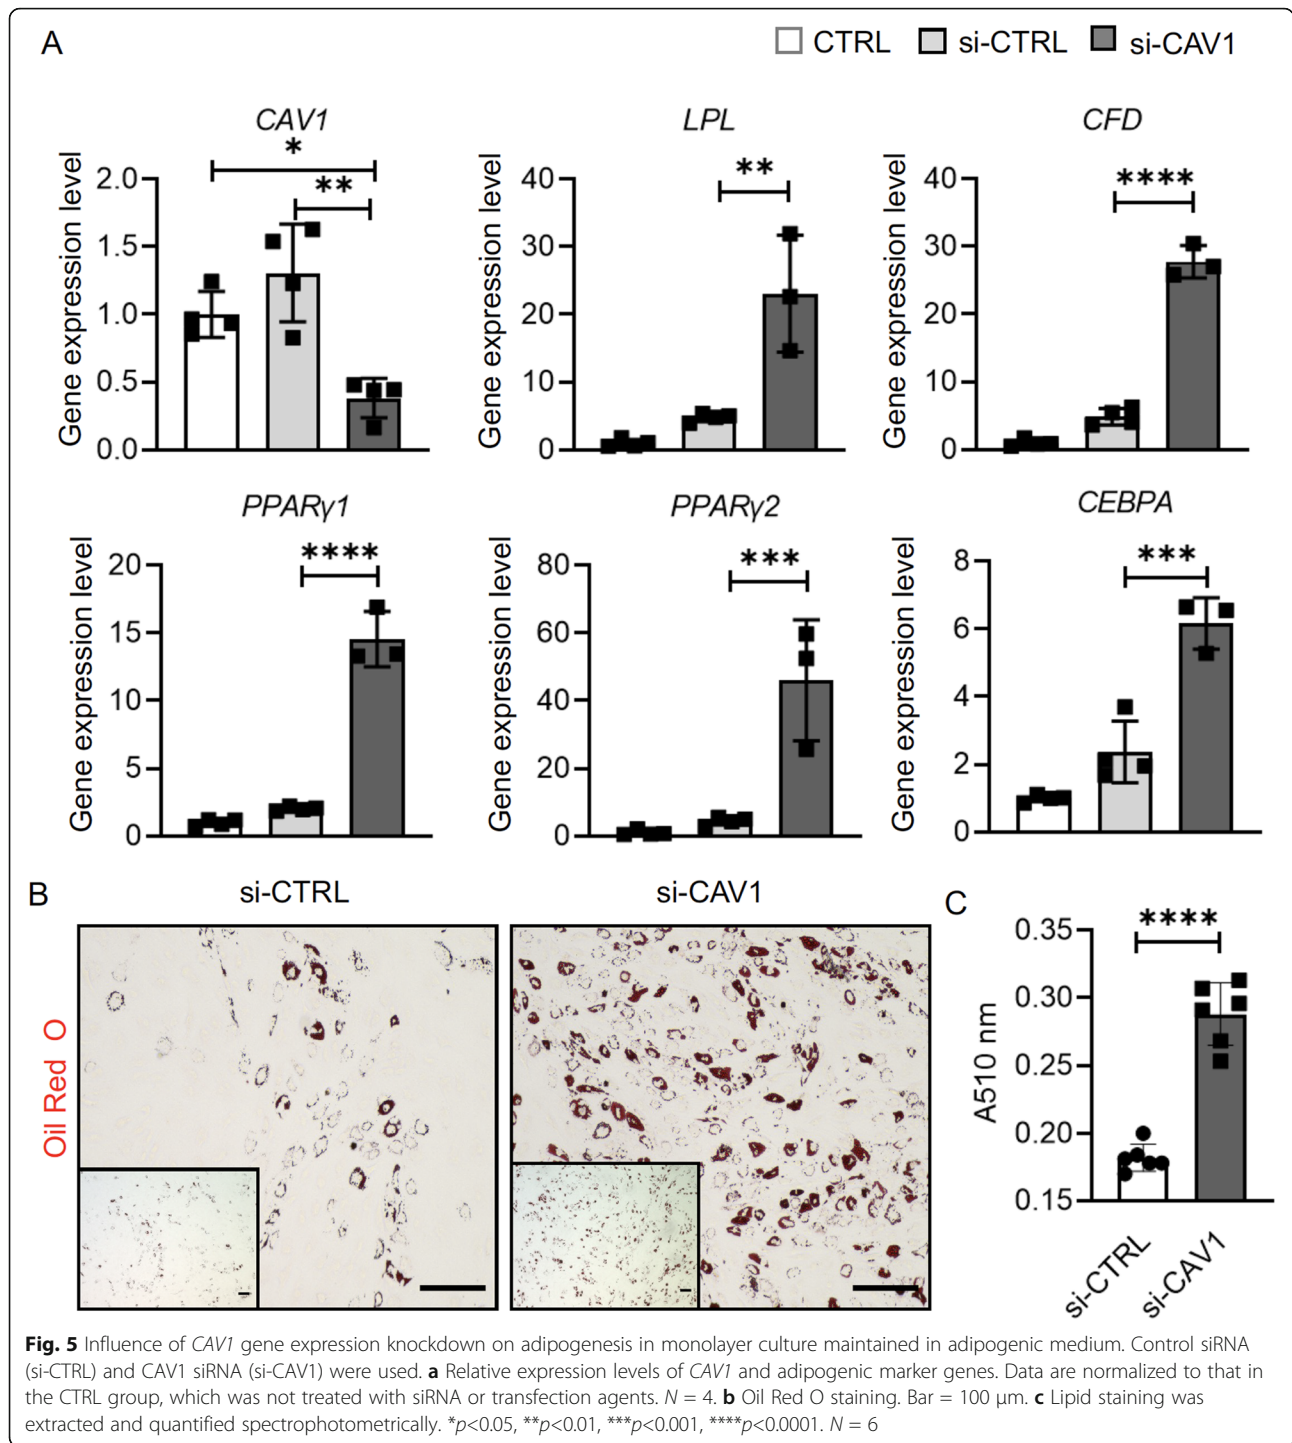 A
CTRL si-CTRL si-CAV1
CAV1
LPL
CFD
*
**
**
****
Gene expression level
2.0
1.5
1.0
0.5
0.0
Gene expression level
40
30
20
10
0
Gene expression level
40
30
20
10
0
PPARγ1
PPARγ2
CEBPA
****
***
***
Gene expression level
20
15
10
5
0
Gene expression level
80
60
40
20
0
Gene expression level
8
6
4
2
0
B
si-CTRL
si-CAV1
Oil Red O
C
****
A510 nm
0.35
0.30
0.25
0.20
0.15
si-CTRL
si-CAV1
Fig. 5 Influence of CAV1 gene expression knockdown on adipogenesis in monolayer culture maintained in adipogenic medium. Control siRNA
(si-CTRL) and CAV1 siRNA (si-CAV1) were used. a Relative expression levels of CAV1 and adipogenic marker genes. Data are normalized to that in
the CTRL group, which was not treated with siRNA or transfection agents. N = 4. b Oil Red O staining. Bar = 100 μm. c Lipid staining was
extracted and quantified spectrophotometrically. *p<0.05, **p<0.01, ***p<0.001, ****p<0.0001. N = 6